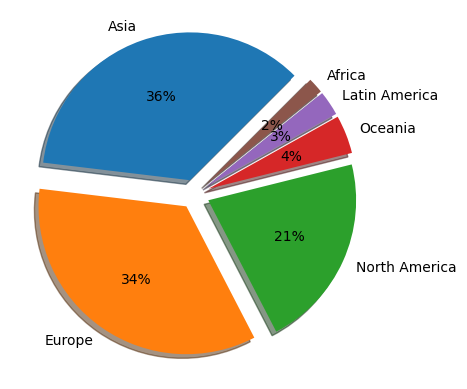 Asia
Africa
Latin America
36%
2%
Oceania
3%
4%
21%
North America
34%
Europe